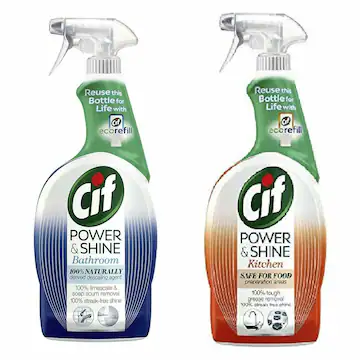 Reuse this
Bottle for
Life with
Cif
ecorefill
Cif
POWER
& SHINE
Bathroom
100% NATURALLY
derived descaling agent
100% limescale &
soap scum removal
100% streak-free shine
Reuse this
Bottle for
Life with
Cif
ecorefill
Cif
POWER
& SHINE
Kitchen
SAFE FOR FOOD
preparation areas
100% tough
grease removal
100% streak-free shine